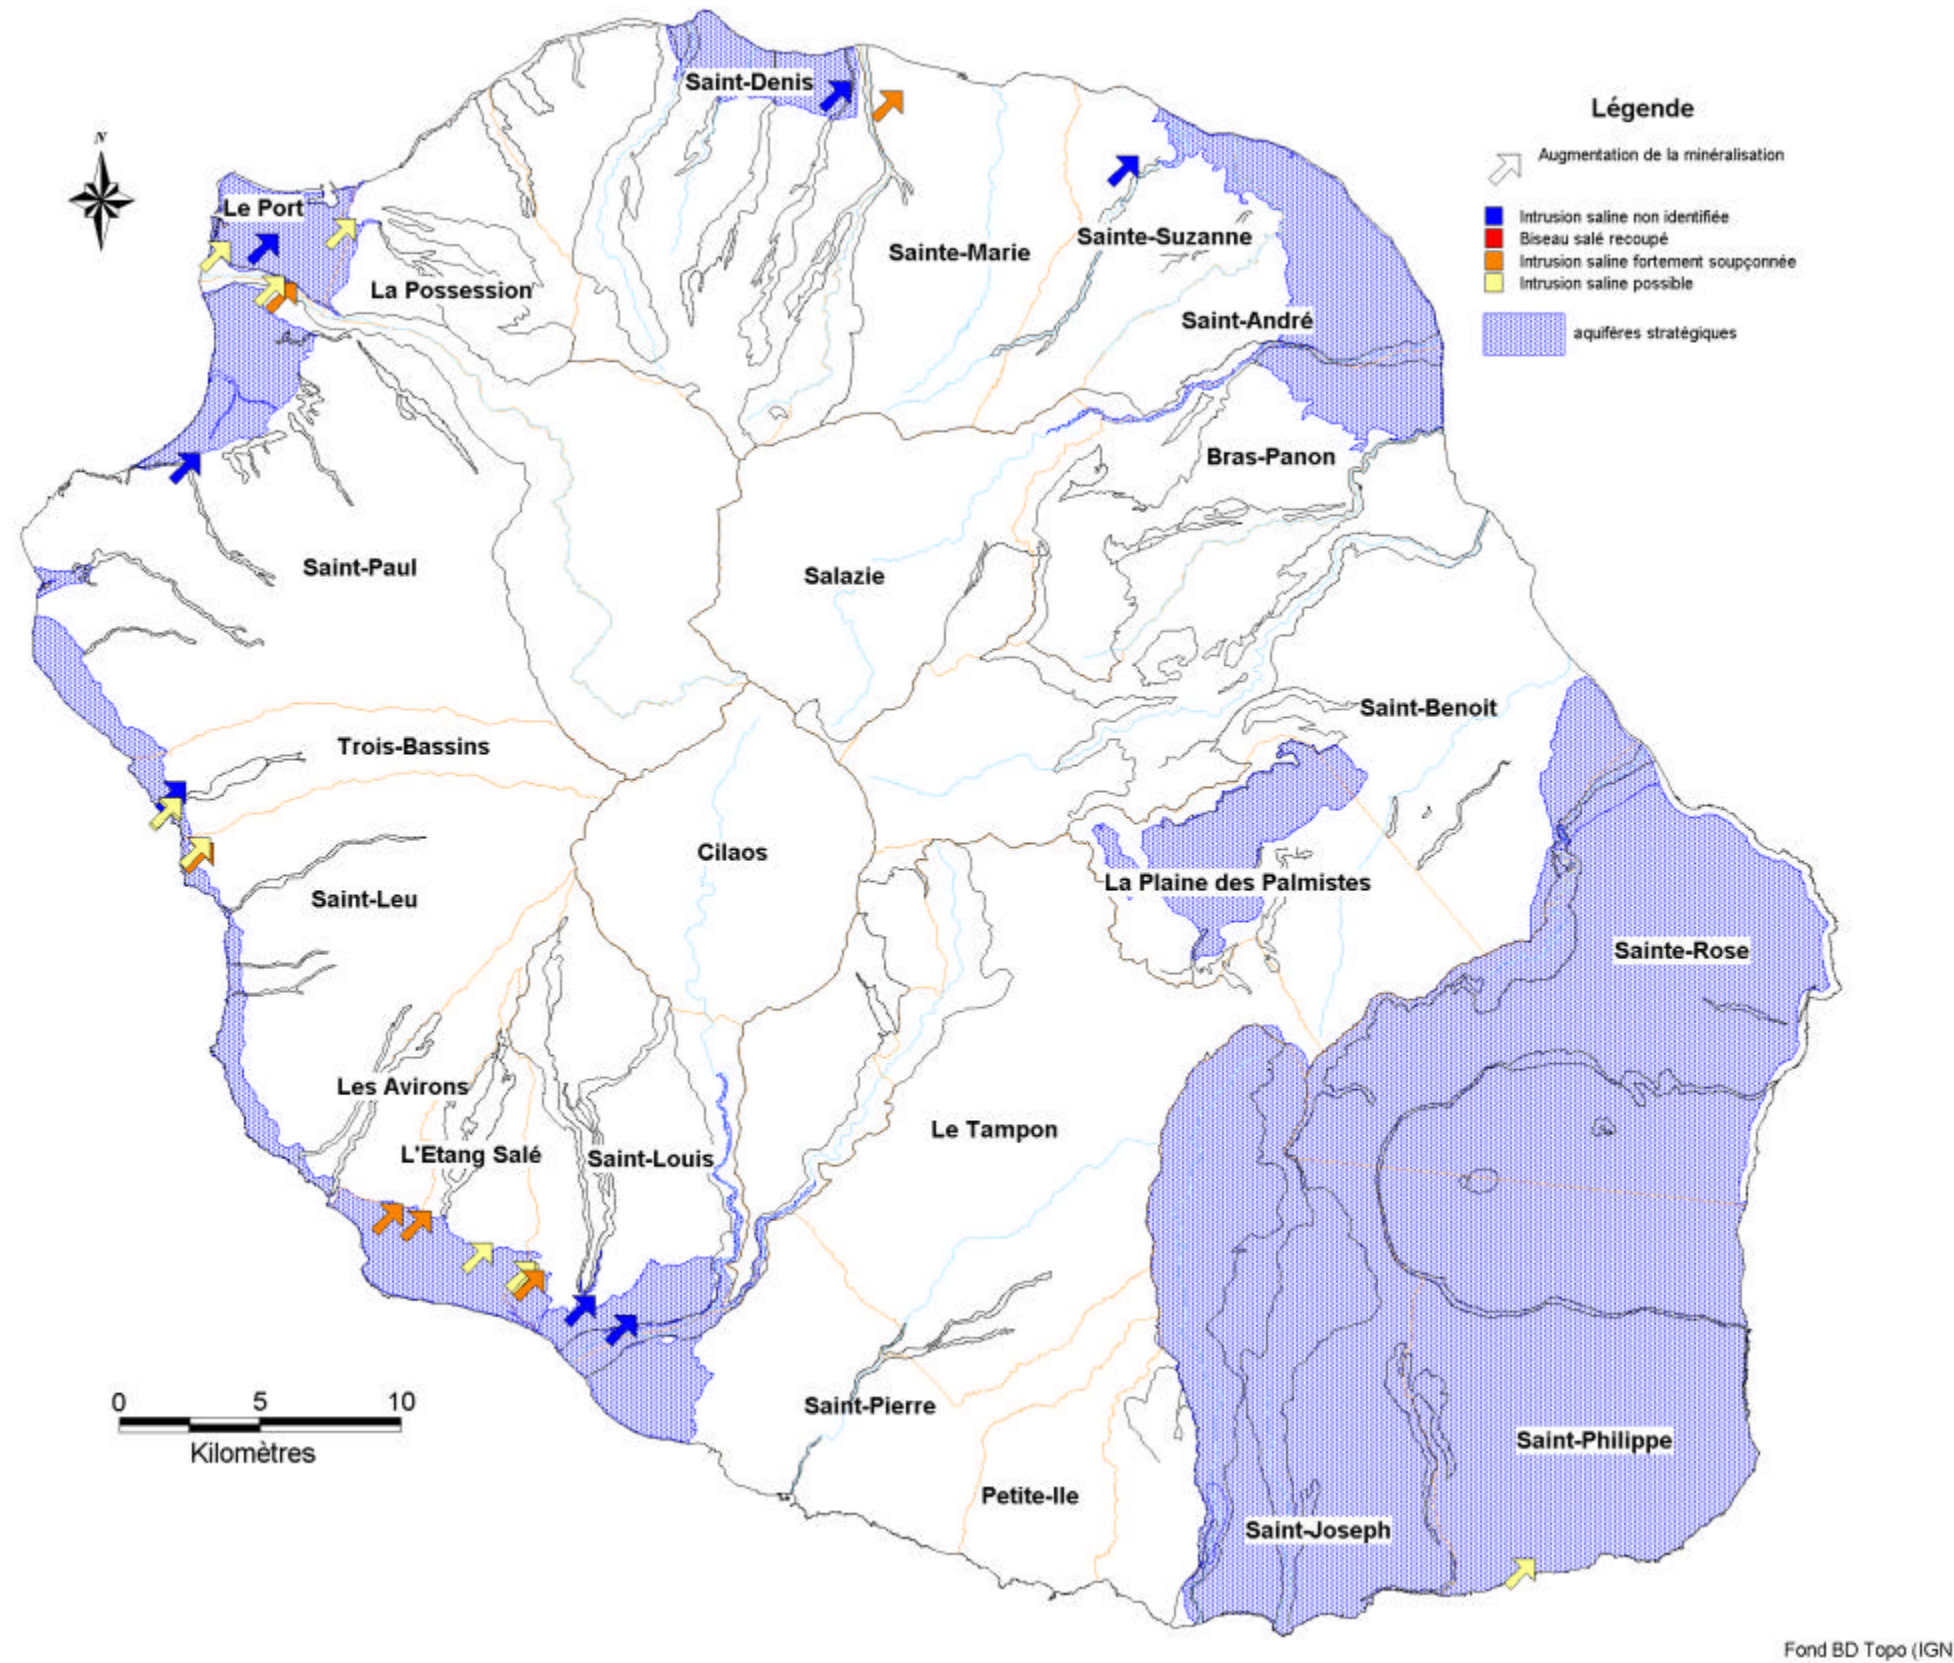 Saint-Denis
Légende
N
Augmentation de la minéralisation
Le Port
Intrusion saline non identifiée
Biseau salé recoupé
Intrusion saline fortement soupçonnée
Intrusion saline possible
Sainte-Suzanne
Sainte-Marie
La Possession
Saint-André
aquifères stratégiques
Bras-Panon
Saint-Paul
Salazie
Saint-Benoit
Trois-Bassins
Cilaos
La Plaine des Palmistes
Saint-Leu
Sainte-Rose
Les Avirons
Le Tampon
L'Etang Salé
Saint-Louis
0 5 10
Kilomètres
Saint-Pierre
Saint-Philippe
Petite-Ile
Saint-Joseph
Fond BD Topo (IGN